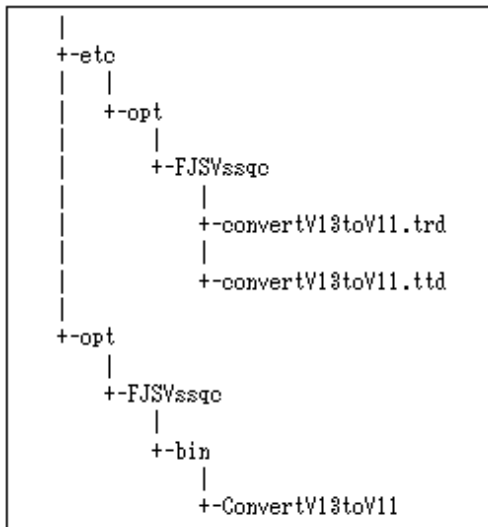 |
+-etc
| |
| +-opt
| |
| +-FJSVssqc
| |
| +-convertV13toV11.trd
| |
| +-convertV13toV11.ttd
|
+-opt
|
+-FJSVssqc
|
+-bin
|
+-ConvertV13toV11